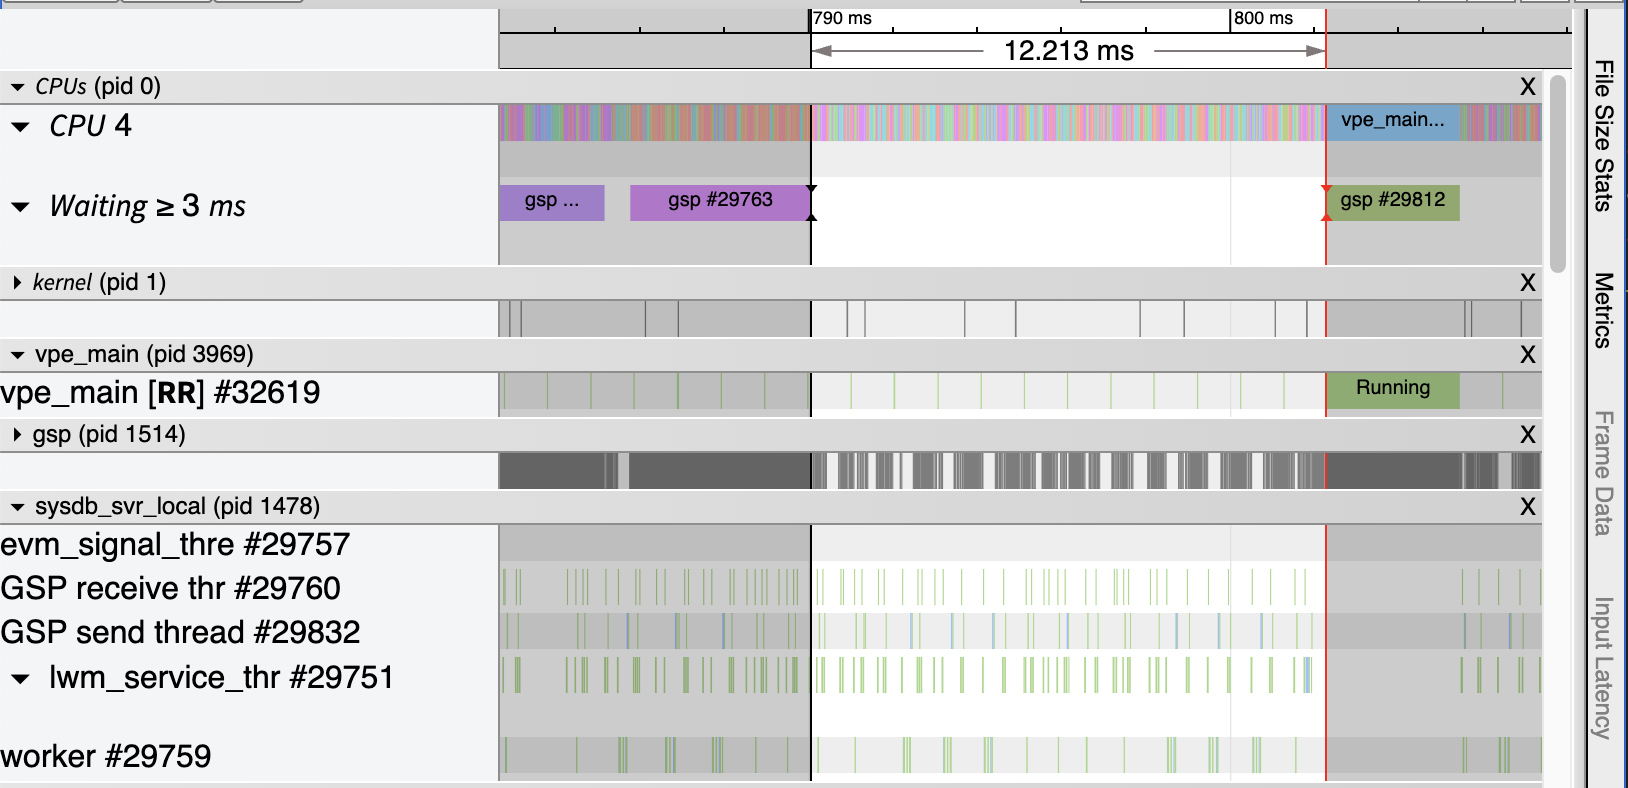 790 ms
800 ms
12.213 ms
CPUs (pid 0)
X
CPU 4
vpe_main...
Waiting ≥ 3 ms
gsp ...
gsp #29763
gsp #29812
kernel (pid 1)
X
vpe_main (pid 3969)
X
vpe_main [RR] #32619
Running
gsp (pid 1514)
X
sysdb_svr_local (pid 1478)
X
evm_signal_thre #29757
GSP receive thr #29760
GSP send thread #29832
lwm_service_thr #29751
worker #29759
File Size Stats
Metrics
Frame Data
Input Latency